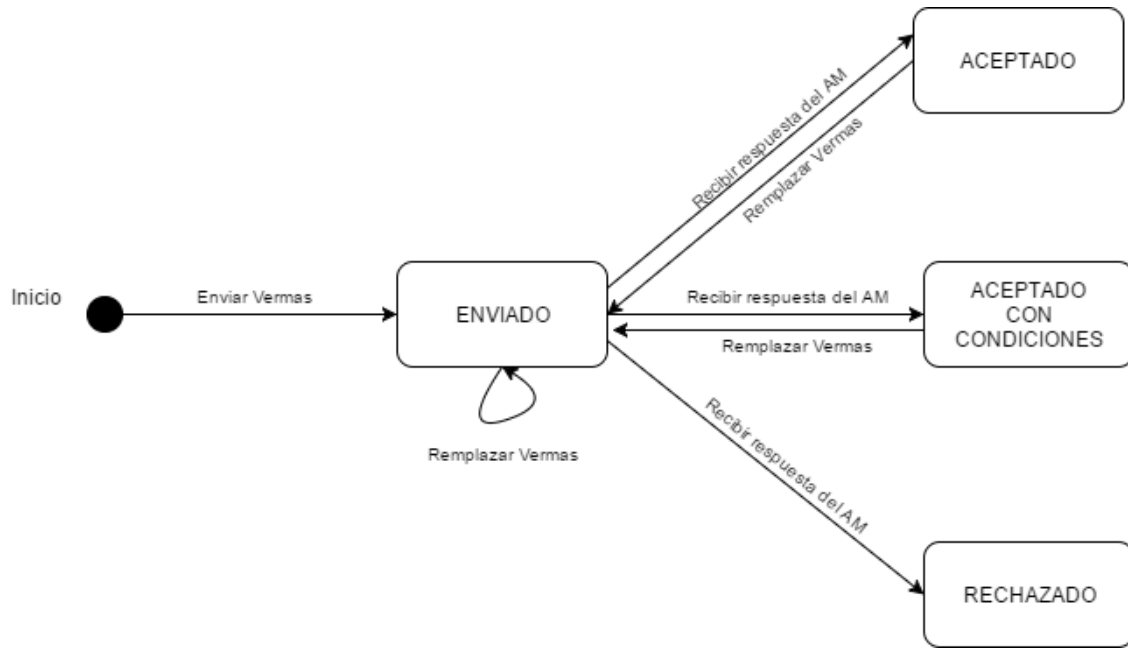 ACEPTADO
Recibir respuesta del AM
Remplazar Vermas
Inicio
Enviar Vermas
ENVIADO
Recibir respuesta del AM
Remplazar Vermas
ACEPTADO
CON
CONDICIONES
Remplazar Vermas
Recibir respuesta del AM
RECHAZADO